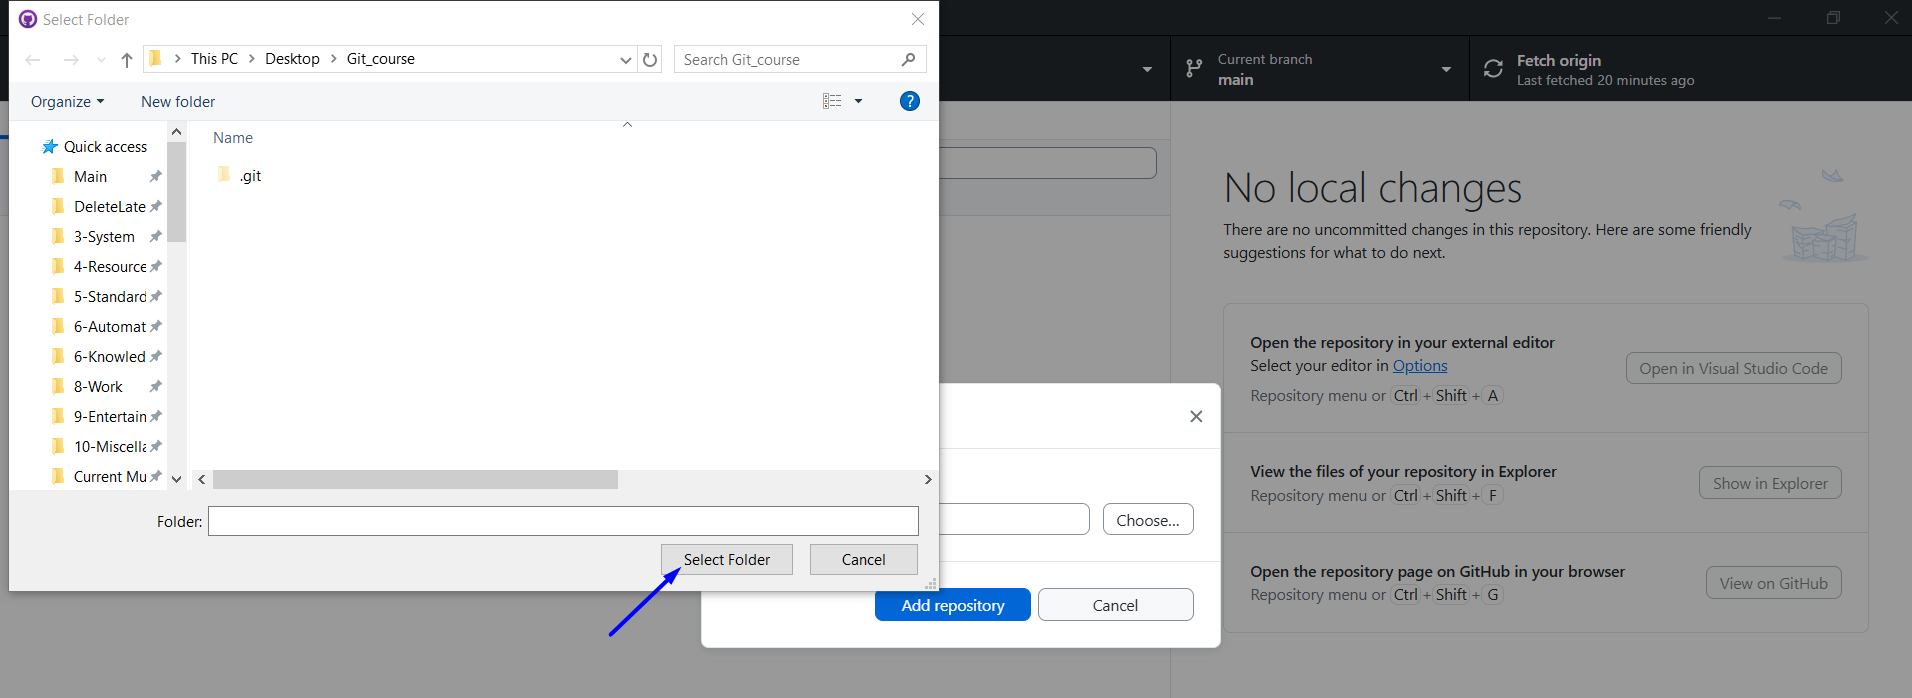 Select Folder
This PC > Desktop > Git_course
Search Git_course
Organize
New folder
?
Name
.git
Quick access
Main
DeleteLate
3-System
4-Resource
5-Standard
6-Automat
6-Knowled
8-Work
9-Entertain
10-Miscella
Current Mu
Folder:
Select Folder
Cancel
Current branch
main
Fetch origin
Last fetched 20 minutes ago
No local changes
There are no uncommitted changes in this repository. Here are some friendly
suggestions for what to do next.
Open the repository in your external editor
Select your editor in Options
Repository menu or Ctrl + Shift + A
Open in Visual Studio Code
View the files of your repository in Explorer
Repository menu or Ctrl + Shift + F
Show in Explorer
Open the repository page on GitHub in your browser
Repository menu or Ctrl + Shift + G
View on GitHub
Choose...
Add repository
Cancel